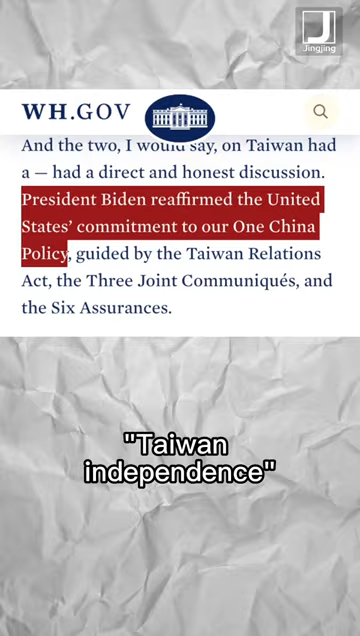 Jingjing
WH.GOV
And the two, I would say, on Taiwan had
a — had a direct and honest discussion.
President Biden reaffirmed the United
States’ commitment to our One China
Policy, guided by the Taiwan Relations
Act, the Three Joint Communiqués, and
the Six Assurances.
"Taiwan
independence"